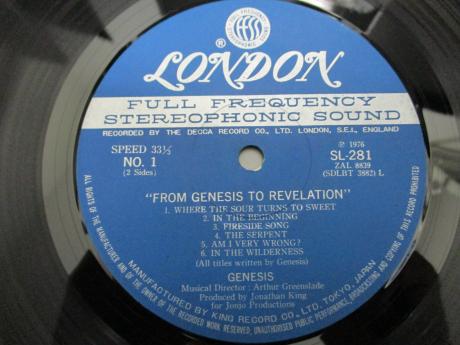 FULL FREQUENCY
STEREOPHONIC SOUND
ffss
® LONDON
FULL FREQUENCY
STEREOPHONIC SOUND
RECORDED BY THE DECCA RECORD CO., LTD. LONDON, S.E.I., ENGLAND
SPEED 33⅓
NO. 1
(2 Sides)
℗ 1976
SL-281
ZAL 8839
(SDLBT 3882) L
"FROM GENESIS TO REVELATION"
1. WHERE THE SOUR TURNS TO SWEET
2. IN THE BEGINNING
3. FIRESIDE SONG
4. THE SERPENT
5. AM I VERY WRONG?
6. IN THE WILDERNESS
(All titles written by Genesis)
GENESIS
Musical Director : Arthur Greenslade
Produced by Jonathan King
for Jonjo Productions
MANUFACTURED BY KING RECORD CO., LTD. TOKYO, JAPAN
ALL RIGHTS OF THE MANUFACTURER AND OF THE OWNER OF THE RECORDED WORK RESERVED, UNAUTHORISED PUBLIC PERFORMANCE, BROADCASTING AND COPYING OF THIS RECORD PROHIBITED